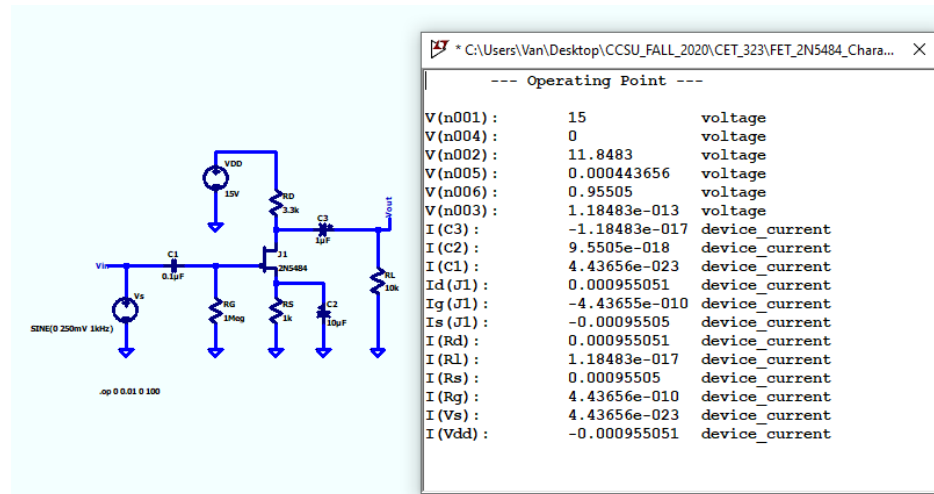 * C:\Users\Van\Desktop\CCSU_FALL_2020\CET_323\FET_2N5484_Chara...
--- Operating Point ---
V(n001): 15 voltage
V(n004): 0 voltage
V(n002): 11.8483 voltage
V(n005): 0.000443656 voltage
V(n006): 0.95505 voltage
V(n003): 1.18483e-013 voltage
I(C3): -1.18483e-017 device_current
I(C2): 9.5505e-018 device_current
I(C1): 4.43656e-023 device_current
Id(J1): 0.000955051 device_current
Ig(J1): -4.43655e-010 device_current
Is(J1): -0.00095505 device_current
I(Rd): 0.000955051 device_current
I(Rl): 1.18483e-017 device_current
I(Rs): 0.00095505 device_current
I(Rg): 4.43656e-010 device_current
I(Vs): 4.43656e-023 device_current
I(Vdd): -0.000955051 device_current
VDD
15V
RD
3.3k
C3
1µF
Vout
C1
0.1µF
J1
2N5484
Vin
RL
10k
Vs
SINE(0 250mV 1kHz)
RG
1Meg
RS
1k
C2
10µF
.op 0 0.01 0 100